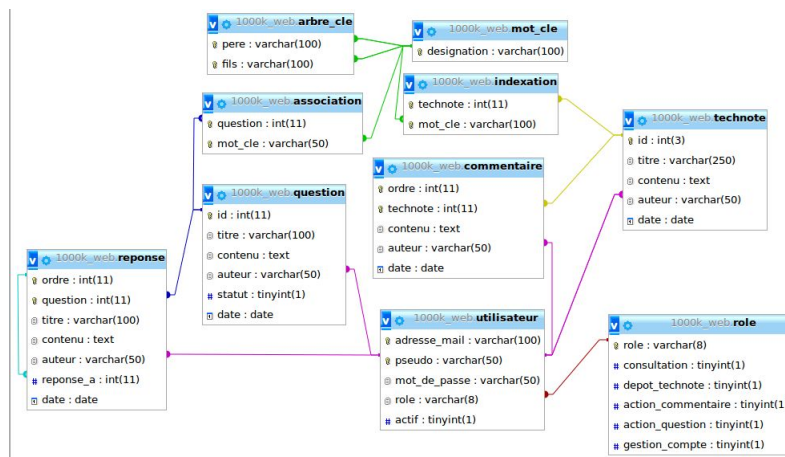 1000k_web.arbre_cle
pere : varchar(100)
fils : varchar(100)
1000k_web.mot_cle
designation : varchar(100)
1000k_web.indexation
technote : int(11)
mot_cle : varchar(100)
1000k_web.association
question : int(11)
mot_cle : varchar(50)
1000k_web.technote
id : int(3)
titre : varchar(250)
contenu : text
auteur : varchar(50)
date : date
1000k_web.commentaire
ordre : int(11)
technote : int(11)
contenu : text
auteur : varchar(50)
date : date
1000k_web.question
id : int(11)
titre : varchar(100)
contenu : text
auteur : varchar(50)
# statut : tinyint(1)
date : date
1000k_web.reponse
ordre : int(11)
question : int(11)
titre : varchar(100)
contenu : text
auteur : varchar(50)
# reponse_a : int(11)
date : date
1000k_web.utilisateur
adresse_mail : varchar(100)
pseudo : varchar(50)
mot_de_passe : varchar(50)
role : varchar(8)
# actif : tinyint(1)
1000k_web.role
role : varchar(8)
# consultation : tinyint(1)
# depot_technote : tinyint(1)
# action_commentaire : tinyint(1
# action_question : tinyint(1)
# gestion_compte : tinyint(1)